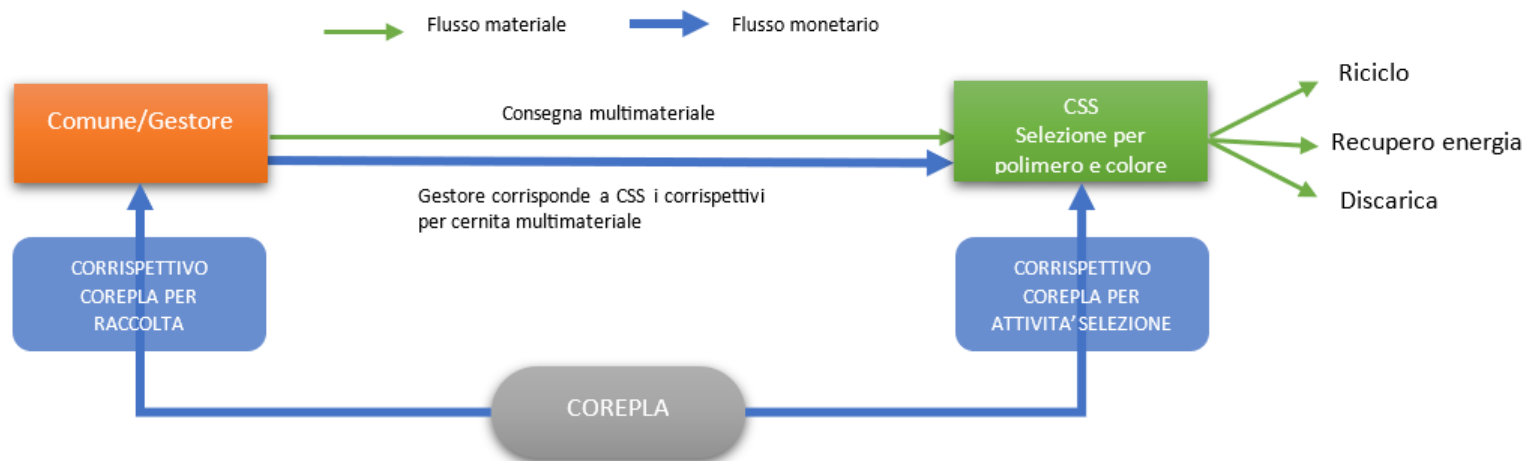 Flusso materiale
Flusso monetario
Comune/Gestore
Consegna multimateriale
Gestore corrisponde a CSS i corrispettivi
per cernita multimateriale
CSS
Selezione per
polimero e colore
Riciclo
Recupero energia
Discarica
CORRISPETTIVO
COREPLA PER
RACCOLTA
CORRISPETTIVO
COREPLA PER
ATTIVITA’ SELEZIONE
COREPLA